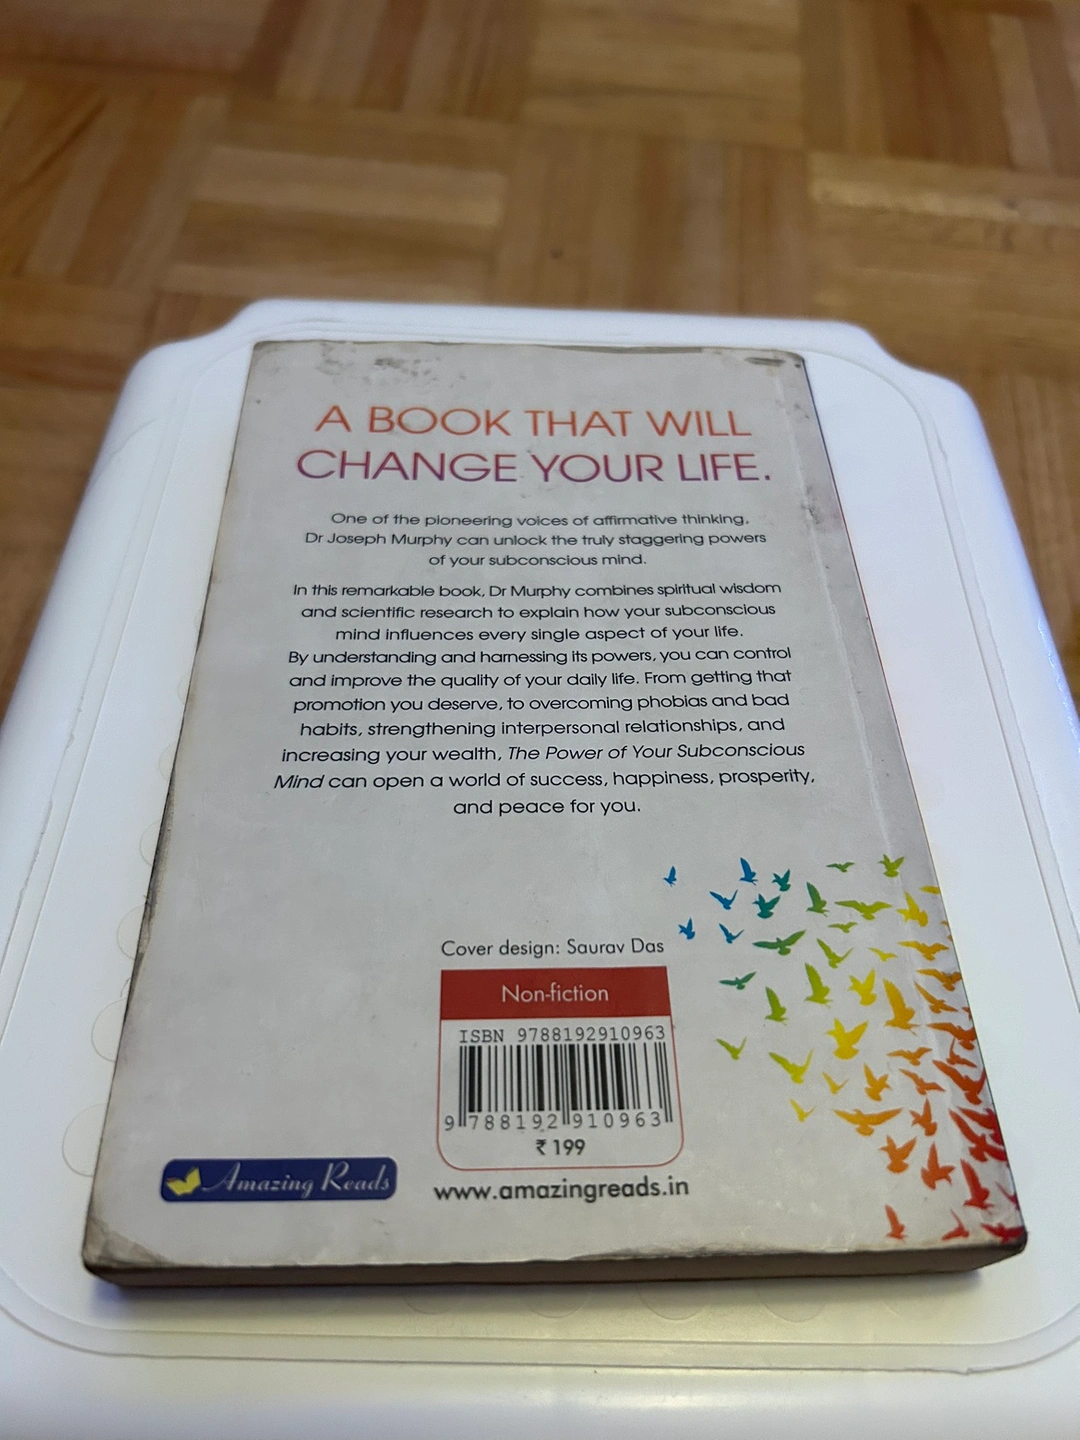 A BOOK THAT WILL
CHANGE YOUR LIFE.
One of the pioneering voices of affirmative thinking,
Dr Joseph Murphy can unlock the truly staggering powers
of your subconscious mind.
In this remarkable book, Dr Murphy combines spiritual wisdom
and scientific research to explain how your subconscious
mind influences every single aspect of your life.
By understanding and harnessing its powers, you can control
and improve the quality of your daily life. From getting that
promotion you deserve, to overcoming phobias and bad
habits, strengthening interpersonal relationships, and
increasing your wealth, The Power of Your Subconscious
Mind can open a world of success, happiness, prosperity,
and peace for you.
Cover design: Saurav Das
Non-fiction
ISBN 9788192910963
9 788192 910963
₹ 199
Amazing Reads
www.amazingreads.in